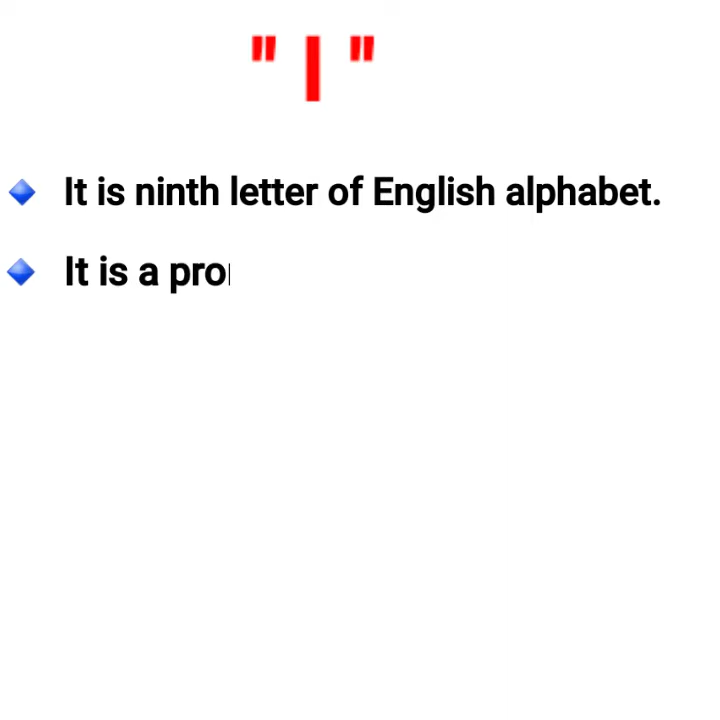 " I "
It is ninth letter of English alphabet.
It is a pro